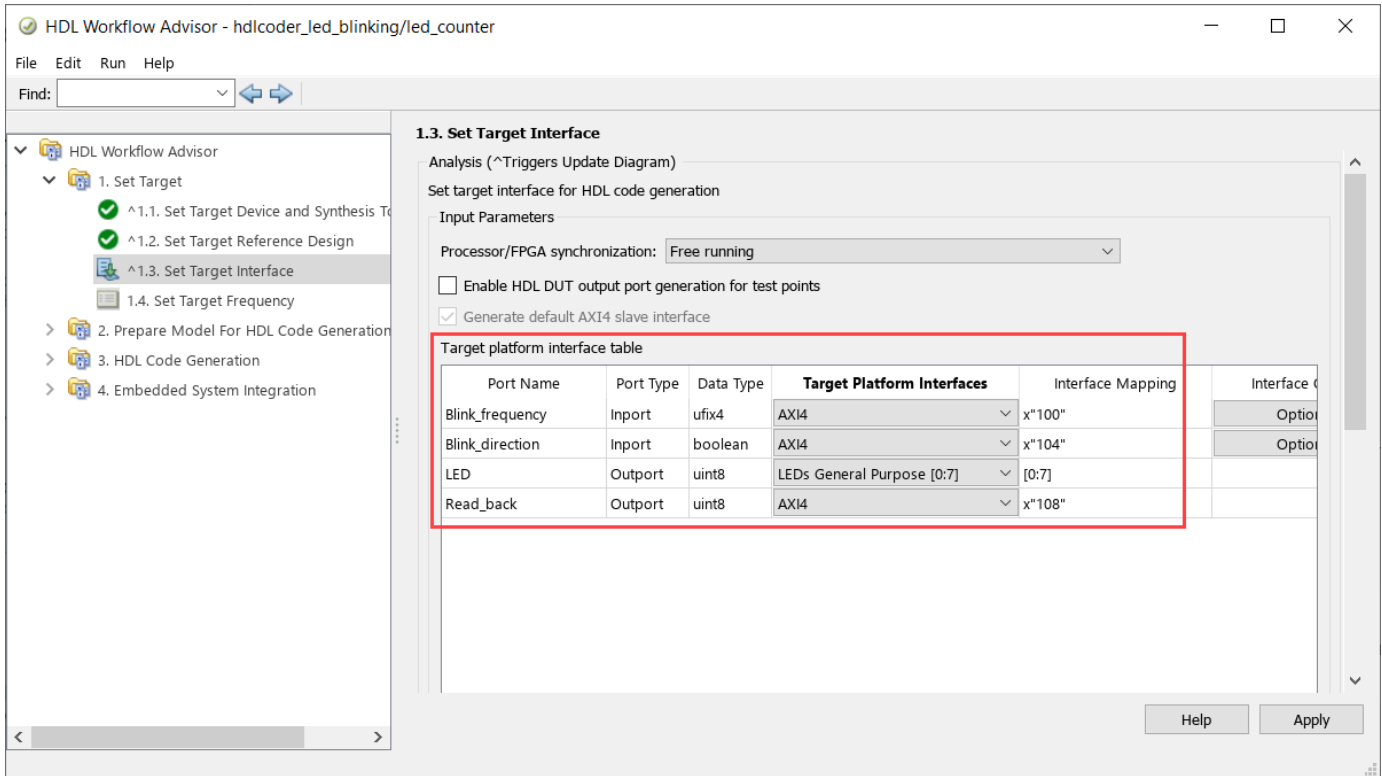 HDL Workflow Advisor - hdlcoder_led_blinking/led_counter
File Edit Run Help
Find:
HDL Workflow Advisor
1. Set Target
^1.1. Set Target Device and Synthesis To
^1.2. Set Target Reference Design
^1.3. Set Target Interface
1.4. Set Target Frequency
2. Prepare Model For HDL Code Generation
3. HDL Code Generation
4. Embedded System Integration
1.3. Set Target Interface
Analysis (^Triggers Update Diagram)
Set target interface for HDL code generation
Input Parameters
Processor/FPGA synchronization: Free running
Enable HDL DUT output port generation for test points
Generate default AXI4 slave interface
Target platform interface table
Port Name Port Type Data Type Target Platform Interfaces Interface Mapping Interface
Blink_frequency Inport ufix4 AXI4 x"100" Optio
Blink_direction Inport boolean AXI4 x"104" Optio
LED Outport uint8 LEDs General Purpose [0:7] [0:7]
Read_back Outport uint8 AXI4 x"108"
Help Apply